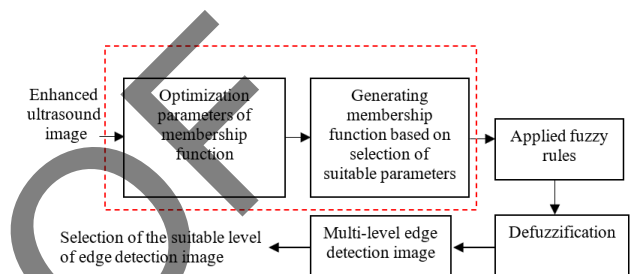 Enhanced
ultrasound
image
Optimization
parameters of
membership
function
Generating
membership
function based on
selection of
suitable parameters
Applied fuzzy
rules
Defuzzification
Multi-level edge
detection image
Selection of the suitable level
of edge detection image
OF